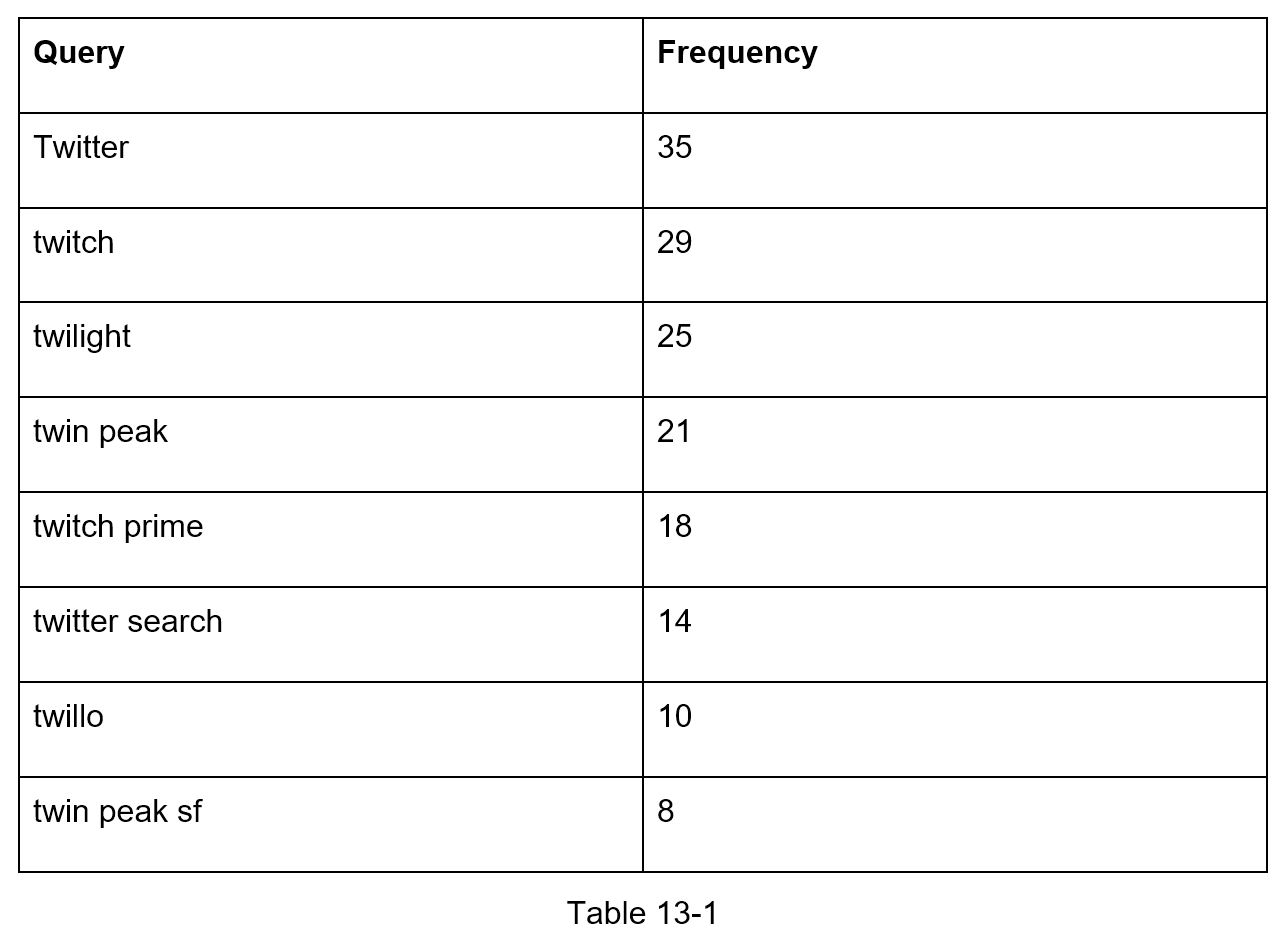 Query Frequency
Twitter 35
twitch 29
twilight 25
twin peak 21
twitch prime 18
twitter search 14
twillo 10
twin peak sf 8
Table 13-1